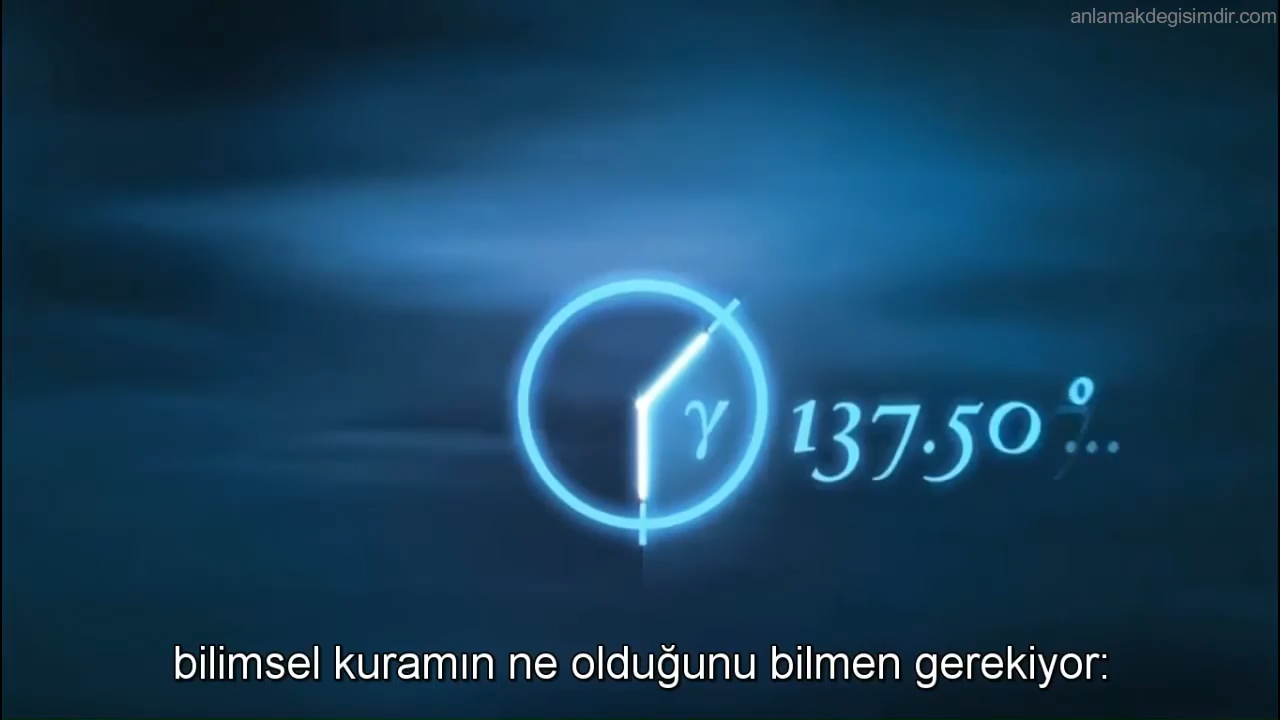 anlamakdegisimdir.com
γ 137.50°...
bilimsel kuramın ne olduğunu bilmen gerekiyor: